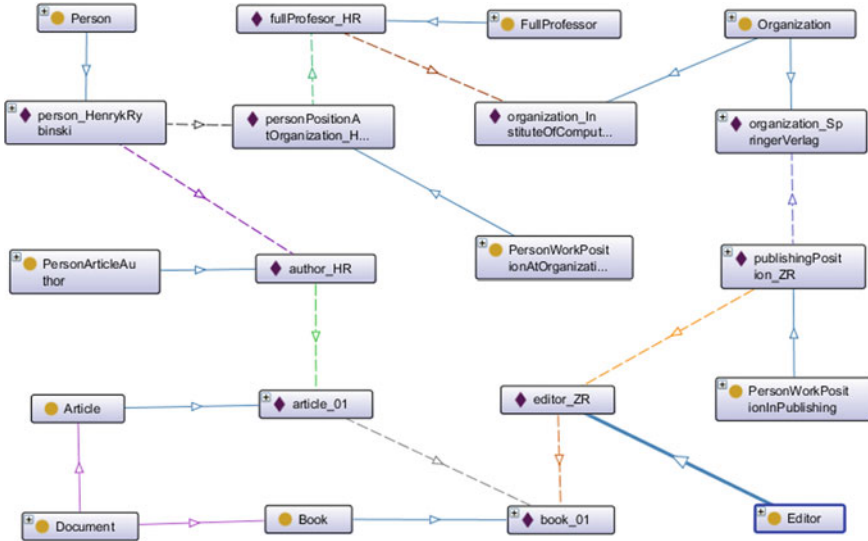 Person
fullProfesor_HR
FullProfessor
Organization
person_HenrykRy
binski
personPositionA
tOrganization_H...
organization_In
stituteOfComput...
organization_Sp
ringerVerlag
PersonArticleAu
thor
author_HR
PersonWorkPosit
ionAtOrganizati...
publishingPosit
ion_ZR
Article
article_01
editor_ZR
PersonWorkPosit
ionInPublishing
Document
Book
book_01
Editor